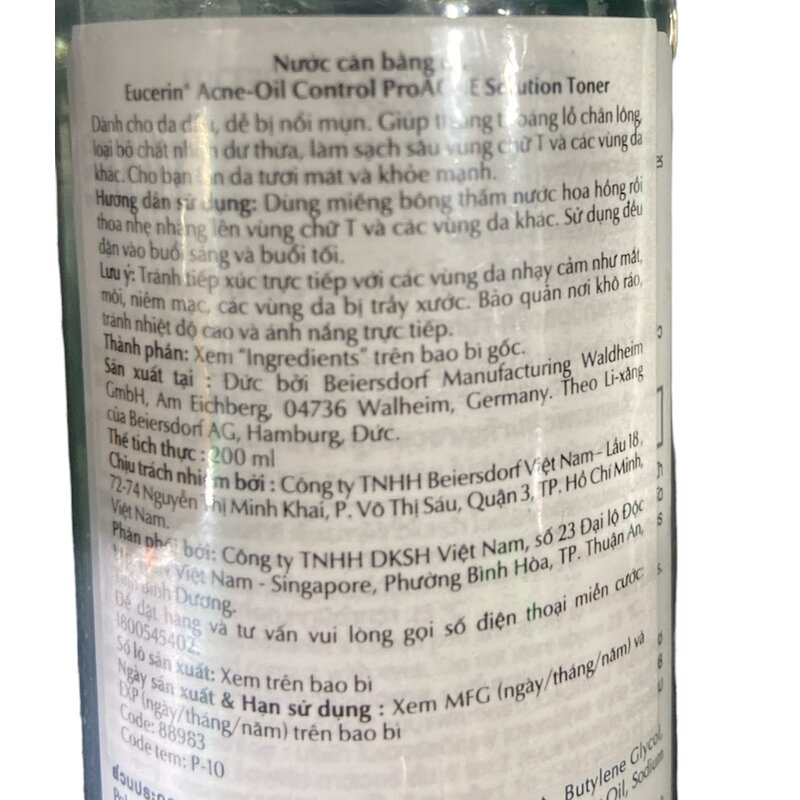 Nước cân bằng da
Eucerin® Acne-Oil Control ProACNE Solution Toner
Dành cho da dầu, dễ bị nổi mụn. Giúp thông thoáng lỗ chân lông,
loại bỏ chất nhờn dư thừa, làm sạch sâu vùng chữ T và các vùng da
khác. Cho bạn làn da tươi mát và khỏe mạnh.
Hướng dẫn sử dụng: Dùng miếng bông thấm nước hoa hồng rồi
thoa nhẹ nhàng lên vùng chữ T và các vùng da khác. Sử dụng đều
dặn vào buổi sáng và buổi tối.
Lưu ý: Tránh tiếp xúc trực tiếp với các vùng da nhạy cảm như mắt,
môi, niêm mạc, các vùng da bị trầy xước. Bảo quản nơi khô ráo,
tránh nhiệt độ cao và ánh nắng trực tiếp.
Thành phần: Xem "Ingredients" trên bao bì gốc.
Sản xuất tại : Đức bởi Beiersdorf Manufacturing Waldheim
GmbH, Am Eichberg, 04736 Walheim, Germany. Theo Li-xăng
của Beiersdorf AG, Hamburg, Đức.
Thể tích thực : 200 ml
Chịu trách nhiệm bởi : Công ty TNHH Beiersdorf Việt Nam– Lầu 18,
72-74 Nguyễn Thị Minh Khai, P. Võ Thị Sáu, Quận 3, TP. Hồ Chí Minh,
Việt Nam.
Phân phối bởi: Công ty TNHH DKSH Việt Nam, số 23 Đại lộ Độc
Việt Nam - Singapore, Phường Bình Hòa, TP. Thuận An,
Bình Dương.
Để đặt hàng và tư vấn vui lòng gọi số điện thoại miễn cước:
1800545402.
Số lô sản xuất: Xem trên bao bì
Ngày sản xuất & Hạn sử dụng : Xem MFG (ngày/tháng/năm) và
EXP (ngày/tháng/năm) trên bao bì
Code: 88983
Code tem: P-10
ส่วนประกอ
Butylene Glycol,
Oil, Sodium